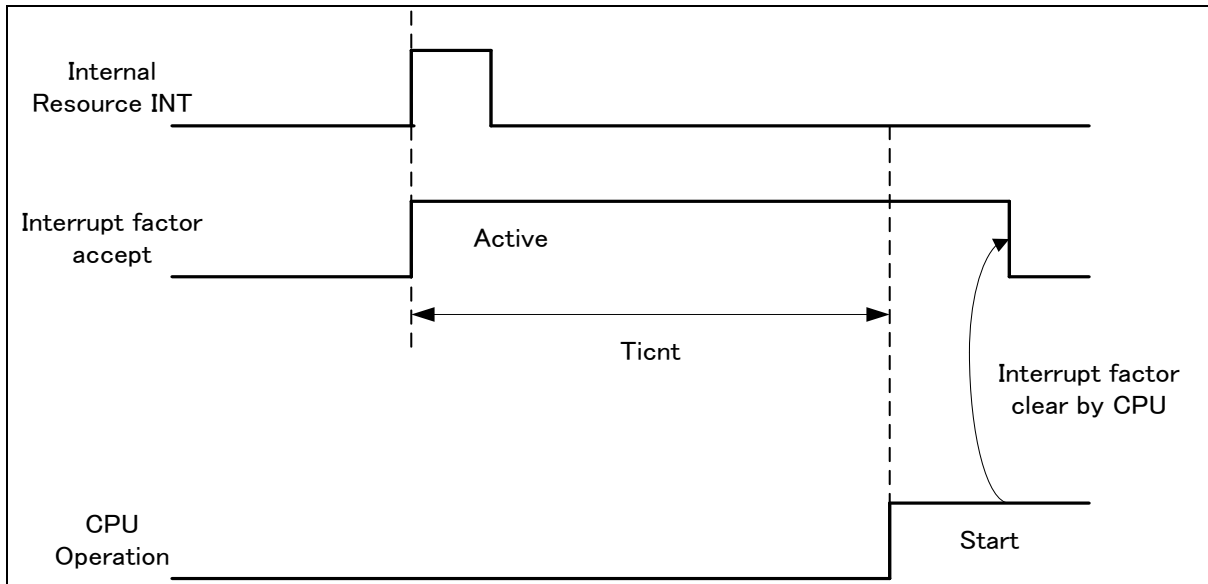 Internal
Resource INT
Interrupt factor
accept
Active
Ticnt
Interrupt factor
clear by CPU
CPU
Operation
Start